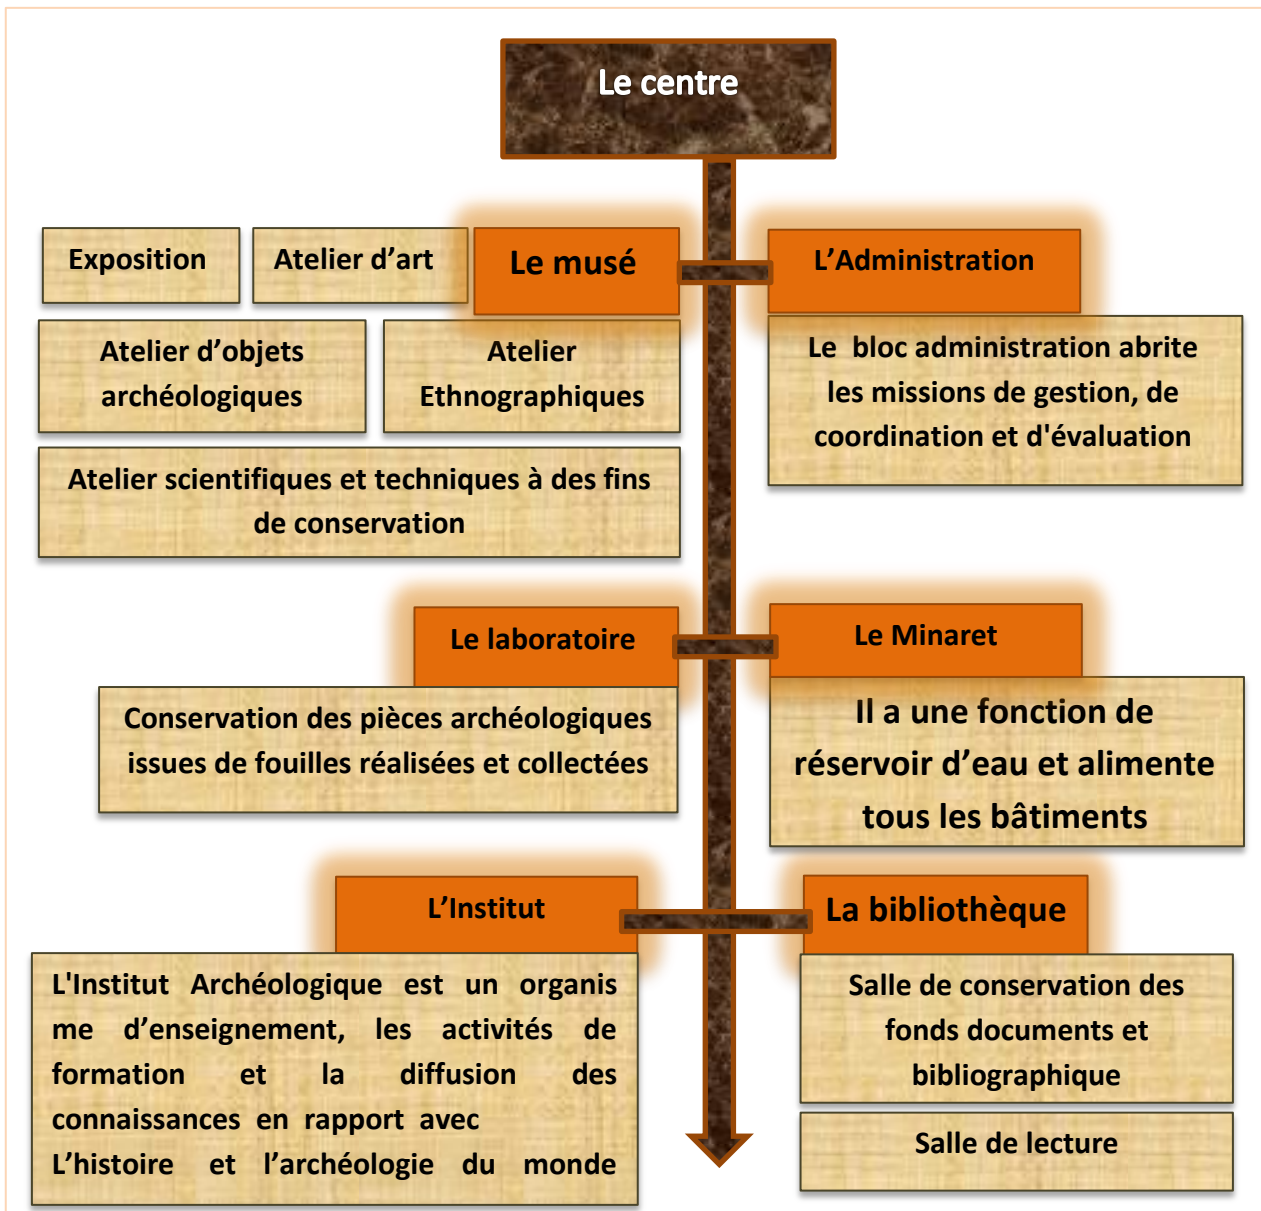 Le centre
Le musé
Exposition
Atelier d’art
Atelier d’objets
archéologiques
Atelier
Ethnographiques
Atelier scientifiques et techniques à des fins
de conservation
L’Administration
Le bloc administration abrite
les missions de gestion, de
coordination et d'évaluation
Le laboratoire
Conservation des pièces archéologiques
issues de fouilles réalisées et collectées
Le Minaret
Il a une fonction de
réservoir d’eau et alimente
tous les bâtiments
L’Institut
L'Institut Archéologique est un organis
me d’enseignement, les activités de
formation et la diffusion des
connaissances en rapport avec
L’histoire et l’archéologie du monde
La bibliothèque
Salle de conservation des
fonds documents et
bibliographique
Salle de lecture